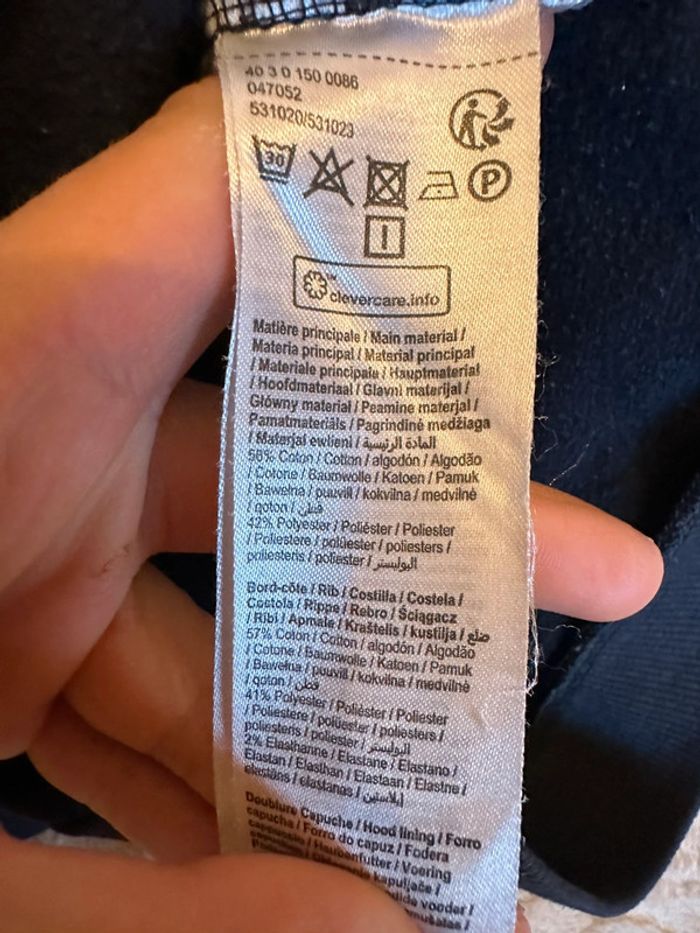 40 3 0 150 0086
047052
531020/531023
30
P
clevercare.info
Matière principale / Main material /
Materia principal / Material principal
/ Materiale principale / Hauptmaterial
/ Hoofdmateriaal / Glavni materijal /
Główny materiał / Peamine materjal /
Pamatmateriāls / Pagrindinė medžiaga
/ Materjal ewlieni / المادة الرئيسية
58% Coton / Cotton / algodón / Algodão
/ Cotone / Baumwolle / Katoen / Pamuk
/ Bawełna / puuvill / kokvilna / medvilnė
/ qoton / قطن
42% Polyester / Poliéster / Poliester
/ Poliestere / polüester / poliesters /
poliesteris / poliester / البوليستر
Bord-côte / Rib / Costilla / Costela /
Costola / Rippe / Rebro / Ściągacz
/ Ribi / Apmale / Kraštelis / kustilja / ضلع
57% Coton / Cotton / algodón / Algodão
/ Cotone / Baumwolle / Katoen / Pamuk
/ Bawełna / puuvill / kokvilna / medvilnė
/ qoton / قطن
41% Polyester / Poliéster / Poliester
/ Poliestere / polüester / poliesters /
poliesteris / poliester / البوليستر
2% Elasthanne / Elastane / Elastano /
Elastan / Elasthan / Elastaan / Elastne /
elastāns / elastanas / إيلاستين
Doublure Capuche / Hood lining / Forro
capucha / Forro do capuz / Fodera
cappuccio / Haubenfutter / Voering
kapuljače /
vooder /